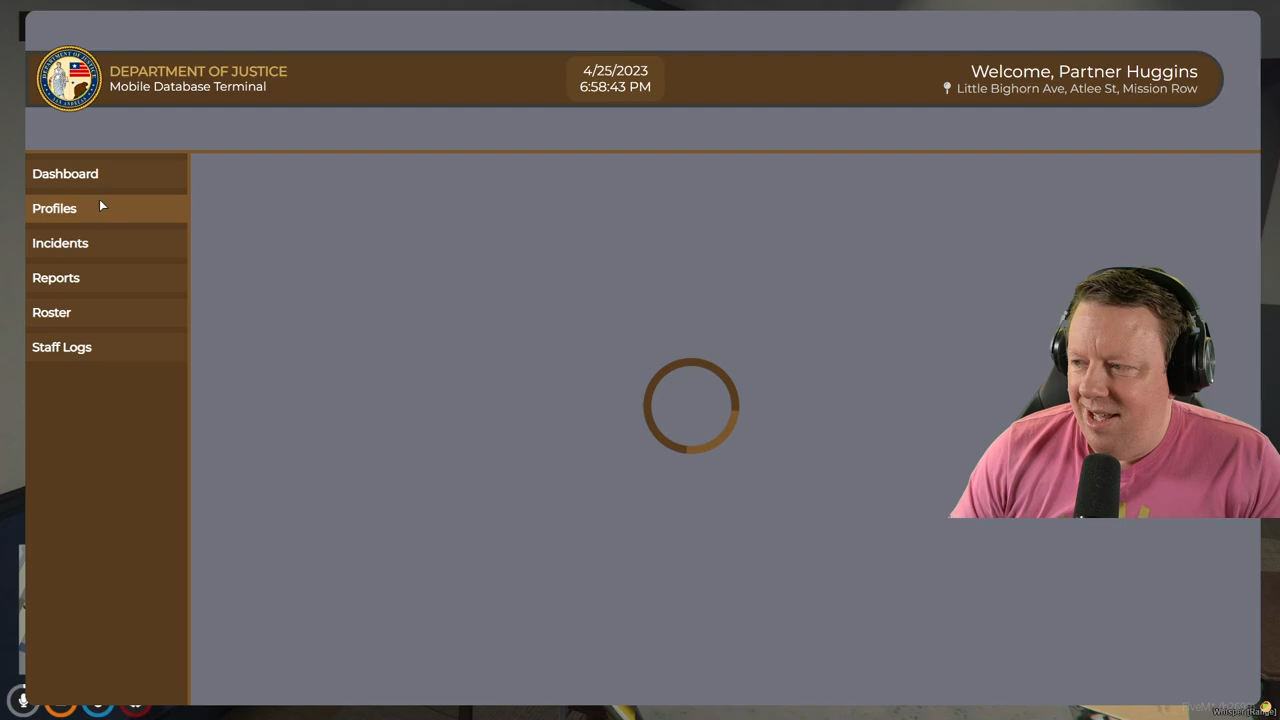 DEPARTMENT OF JUSTICE
Mobile Database Terminal
4/25/2023
6:58:43 PM
Welcome, Partner Huggins
Little Bighorn Ave, Atlee St, Mission Row
Dashboard
Profiles
Incidents
Reports
Roster
Staff Logs